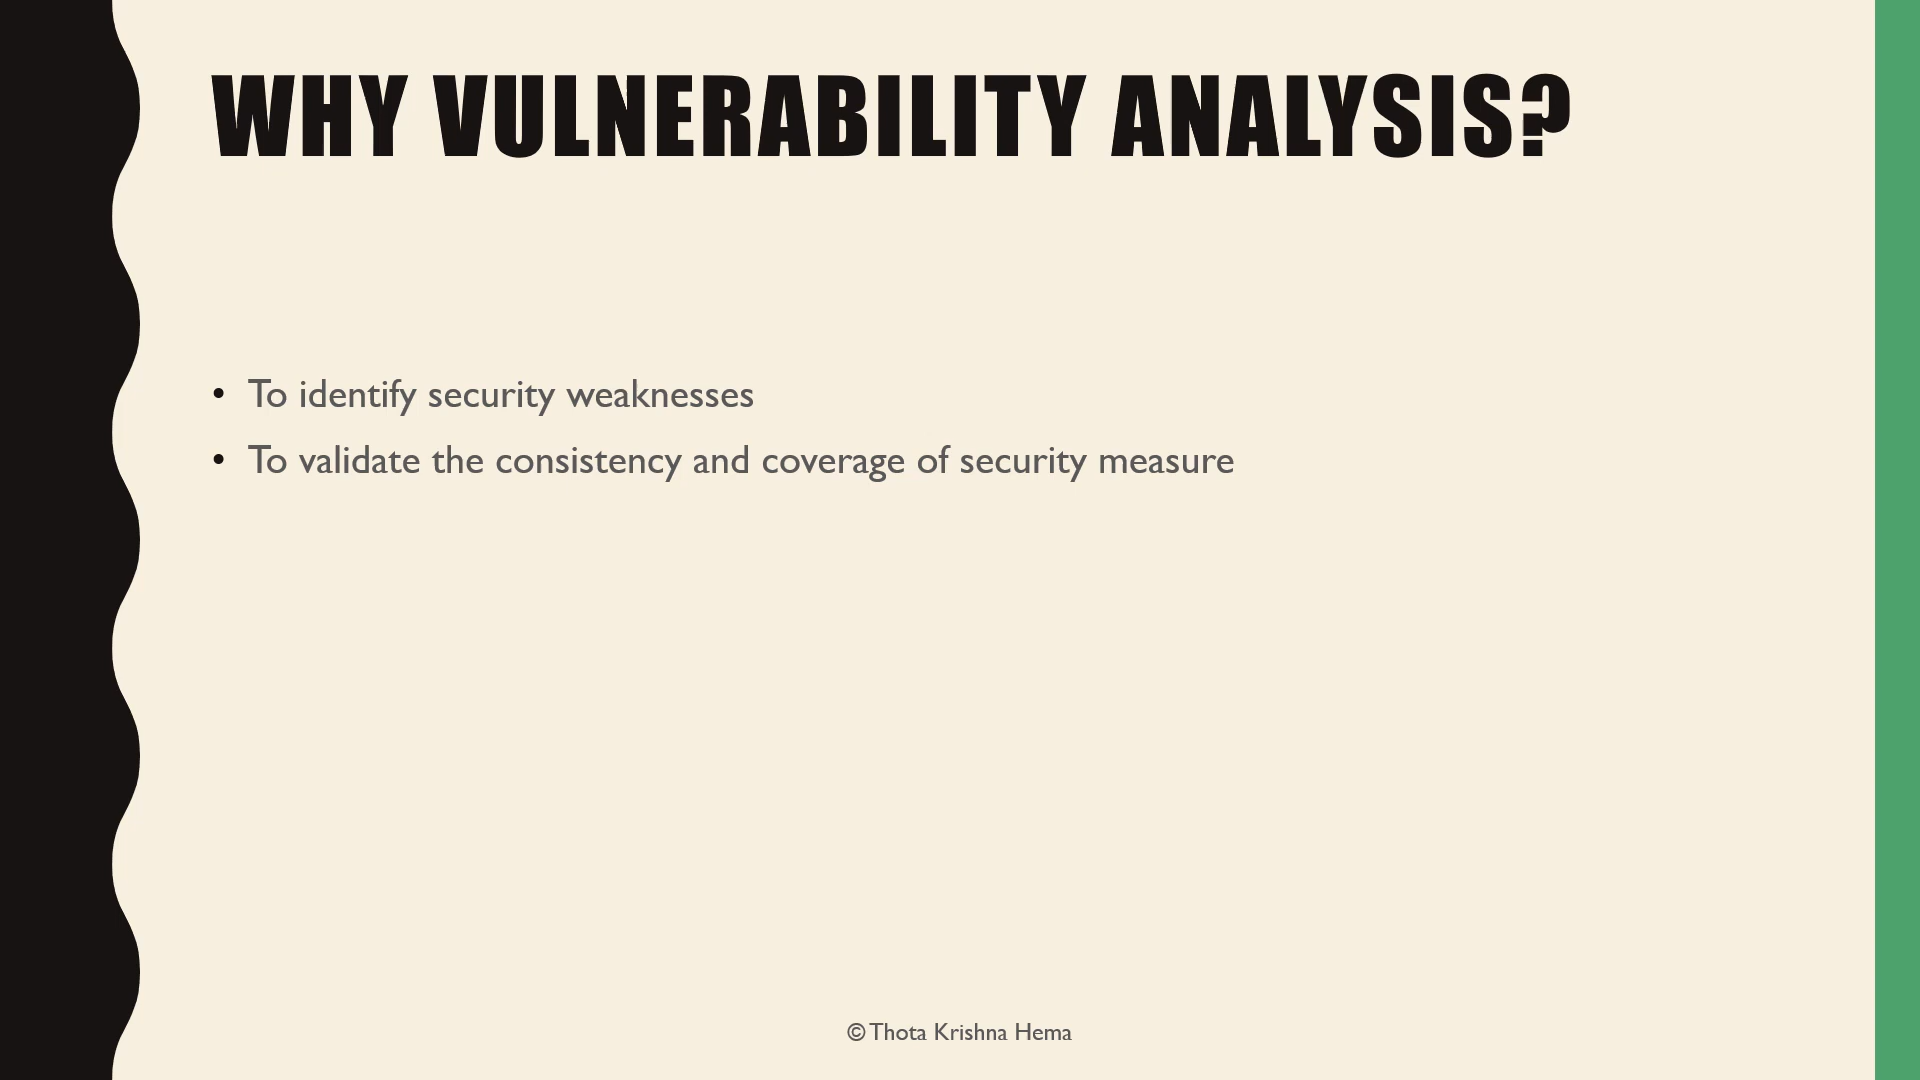 WHY VULNERABILITY ANALYSIS?
• To identify security weaknesses
• To validate the consistency and coverage of security measure
© Thota Krishna Hema